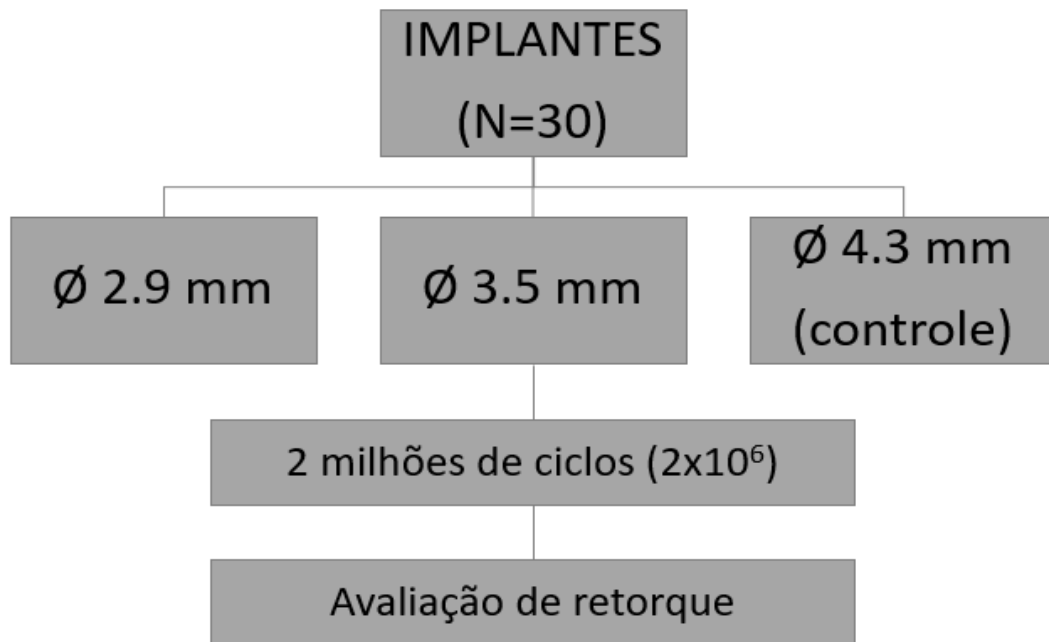 IMPLANTES
(N=30)
Ø 2.9 mm
Ø 3.5 mm
Ø 4.3 mm
(controle)
2 milhões de ciclos (2x10⁶)
Avaliação de retorque